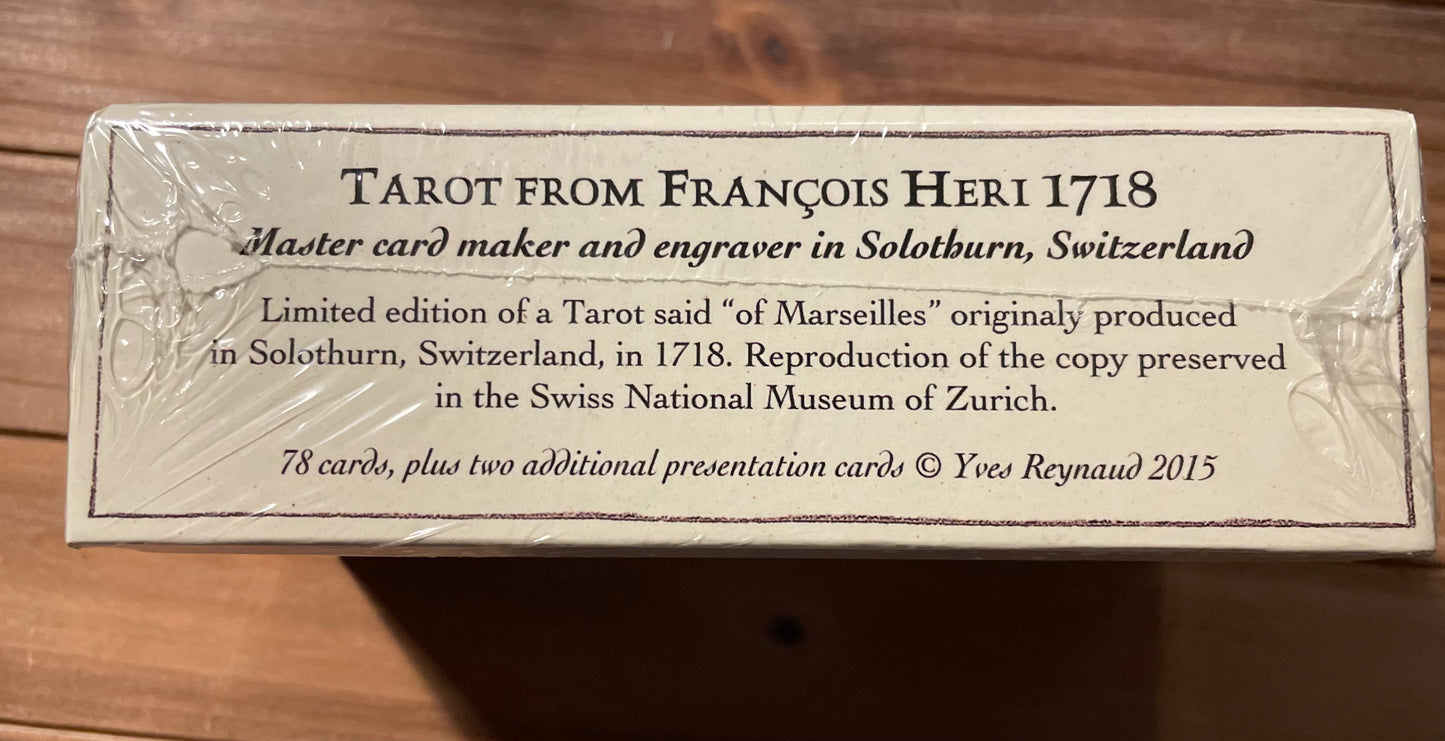 Tarot from François Heri 1718
Master card maker and engraver in Solothurn, Switzerland
Limited edition of a Tarot said “of Marseilles” originaly produced
in Solothurn, Switzerland, in 1718. Reproduction of the copy preserved
in the Swiss National Museum of Zurich.
78 cards, plus two additional presentation cards © Yves Reynaud 2015